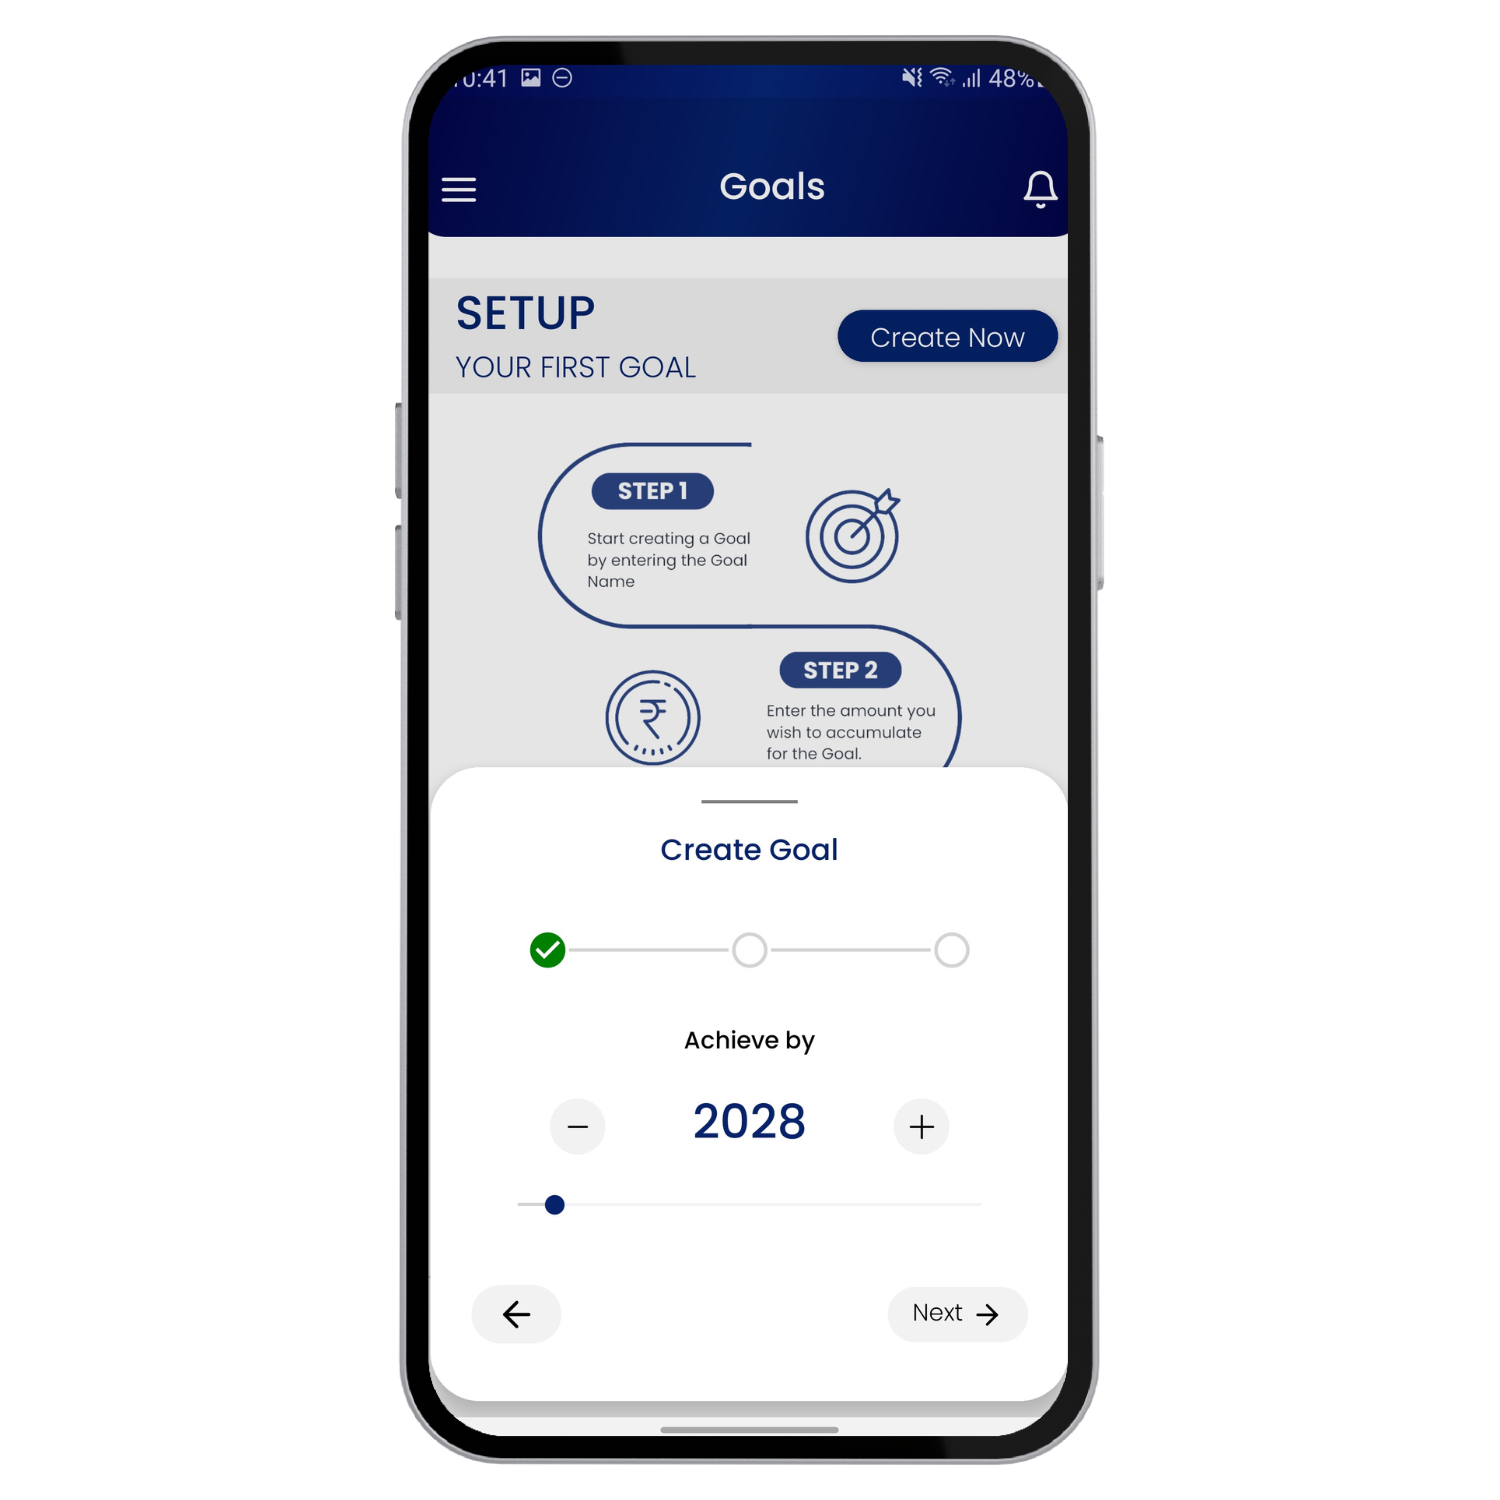 0:41 48%
Goals
SETUP
YOUR FIRST GOAL
Create Now
STEP 1
Start creating a Goal
by entering the Goal
Name
STEP 2
₹
Enter the amount you
wish to accumulate
for the Goal.
Create Goal
Achieve by
− 2028 +
Next →